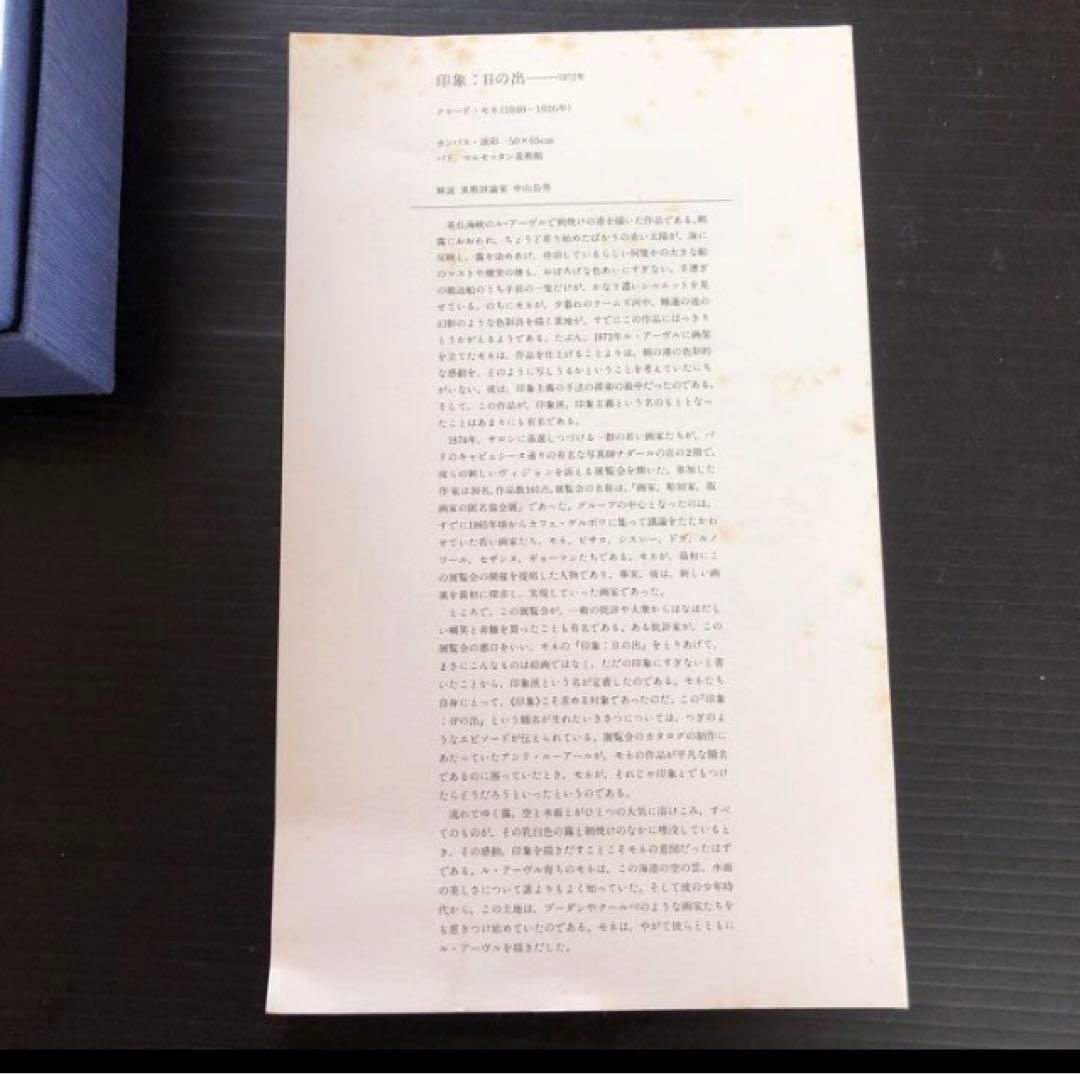 印象：日の出――1872年
クロード・モネ(1840－1926年)
カンバス・油彩　50×65cm
パリ　マルモッタン美術館
解説 美術評論家 中山公男
英仏海峡のル・アーヴルで朝焼けの港を描いた作品である。朝
霧におおわれ、ちょうど昇り始めたばかりの赤い太陽が、海に
反映し、霧を染めあげ、停泊しているらしい何隻かの大きな船
のマストや煙突の煙も、おぼろげな色あいにすぎない。手漕ぎ
の搬送船のうち手前の一隻だけが、かなり濃いシルエットを見
せている。のちにモネが、夕暮れのテームズ河や、睡蓮の池の
幻影のような色彩詩を描く素地が、すでにこの作品にはっきり
とうかがえるようである。たぶん、1872年ル・アーヴルに画架
を立てたモネは、作品を仕上げることよりは、朝の港の色彩的
な感動を、どのように写しうるかということを考えていたにち
がいない。彼は、印象主義の手法の技術の最中だったのである。
そして、この作品が、印象派、印象主義という名のもととなっ
たことはあまりにも有名である。
1874年、サロンに落選しつづける一群の若い画家たちが、パ
リのキャピュシーヌ通りの有名な写真師ナダールの店の2階で、
彼らの新しいヴィジョンを訴える展覧会を開いた。参加した
作家は30名。作品数165点。展覧会の名称は、「画家、彫刻家、版
画家の匿名協会展」であった。グループの中心となったのは、
すでに1865年頃からカフェ・ゲルボワに集って議論をたたかわ
せていた若い画家たち、モネ、ピサロ、シスレー、ドガ、ルノ
ワール、セザンヌ、ギョーマンたちである。モネが、最初にこ
の展覧会の開催を提唱した人物であり、事実、彼は、新しい画
風を最初に探求し、実現していった画家であった。
ところで、この展覧会が、一般の批評や大衆からはなはだし
い嘲笑と非難を買ったことも有名である。ある批評家が、この
展覧会の悪口をいい、モネの『印象：日の出』をとりあげて、
まさにこんなものは絵画ではなく、ただの印象にすぎないと書
いたことから、印象派という名が定着したのである。モネたち
自身にとって、《印象》こそ求める対象であったのだ。この『印象
：日の出』という題名が生れたいきさつについては、つぎのよ
うなエピソードが伝えられている。展覧会のカタログの制作に
あたっていたアンリ・ルーアールが、モネの作品が平凡な題名
であるのに困っていたとき、モネが、それじゃ印象とでもつけ
たらどうだろうといったというのである。
流れてゆく靄、空と水面とがひとつの大気に溶けこみ、すべ
てのものが、その乳白色の靄と朝焼けのなかに埋没していると
き、その感動、印象を描きだすことこそモネの意図だったはず
である。ル・アーヴル育ちのモネは、この海港の空の雲、水面
の美しさについて誰よりもよく知っていた。そして彼の少年時
代から、この土地は、ブーダンやクールベのような画家たちを
も惹きつけ始めていたのである。モネは、やがて彼らとともに
ル・アーヴルを描きだした。